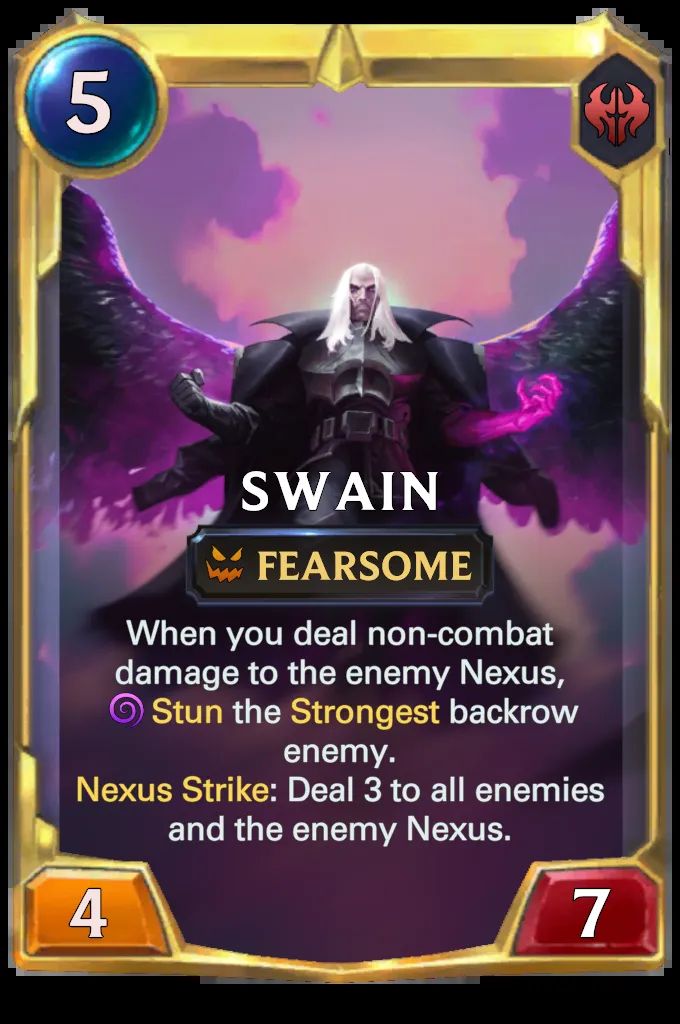 5
SWAIN
FEARSOME
When you deal non-combat
damage to the enemy Nexus,
Stun the Strongest backrow
enemy.
Nexus Strike: Deal 3 to all enemies
and the enemy Nexus.
4
7